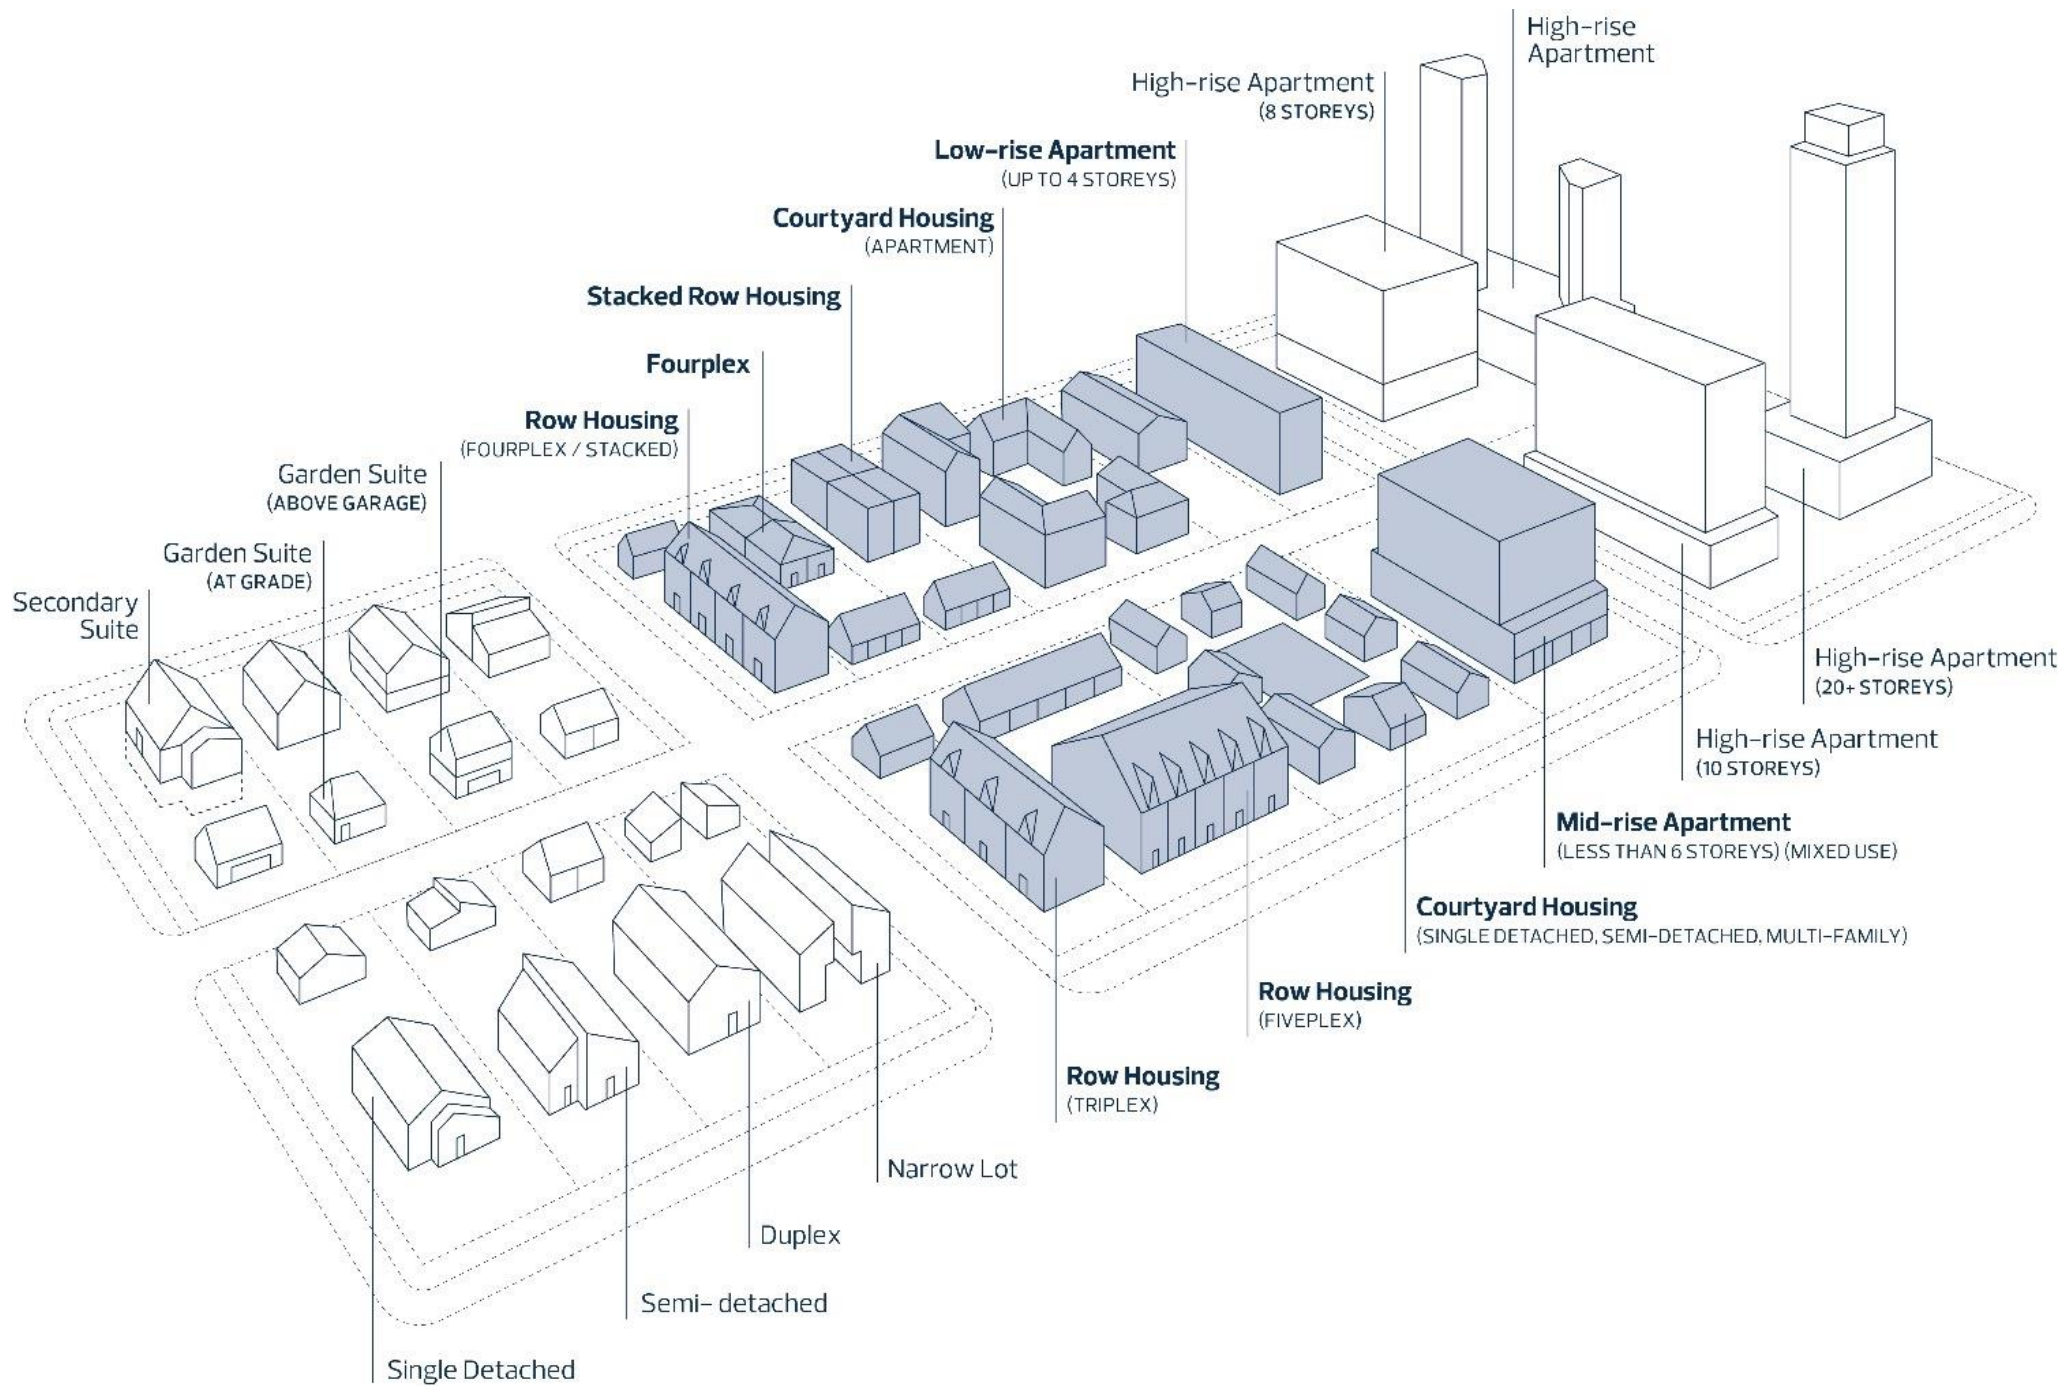 High-rise
Apartment
High-rise Apartment
(8 STOREYS)
Low-rise Apartment
(UP TO 4 STOREYS)
Courtyard Housing
(APARTMENT)
Stacked Row Housing
Fourplex
Row Housing
(FOURPLEX / STACKED)
Garden Suite
(ABOVE GARAGE)
Garden Suite
(AT GRADE)
Secondary
Suite
High-rise Apartment
(20+ STOREYS)
High-rise Apartment
(10 STOREYS)
Mid-rise Apartment
(LESS THAN 6 STOREYS) (MIXED USE)
Courtyard Housing
(SINGLE DETACHED, SEMI-DETACHED, MULTI-FAMILY)
Row Housing
(FIVEPLEX)
Row Housing
(TRIPLEX)
Narrow Lot
Duplex
Semi- detached
Single Detached